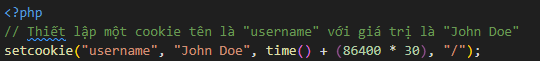 <?php
// Thiết lập một cookie tên là "username" với giá trị là "John Doe"
setcookie("username", "John Doe", time() + (86400 * 30), "/");